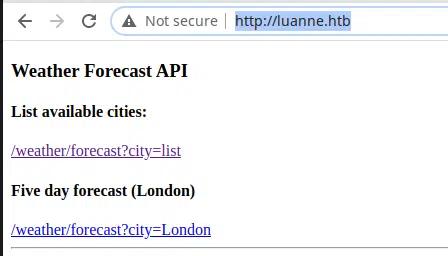 Not secure | http://luanne.htb
Weather Forecast API
List available cities:
/weather/forecast?city=list
Five day forecast (London)
/weather/forecast?city=London